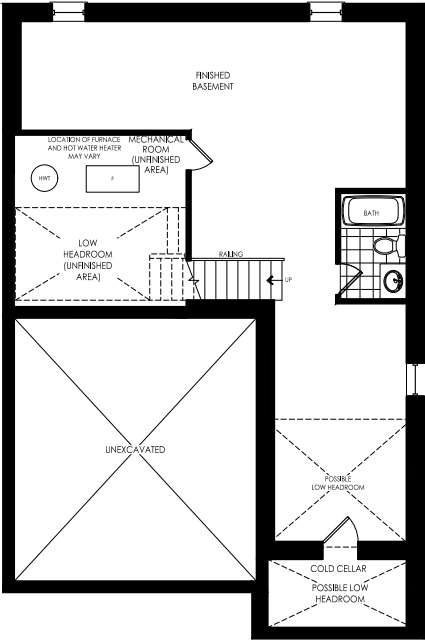 FINISHED
BASEMENT
LOCATION OF FURNACE
AND HOT WATER HEATER
MAY VARY
MECHANICAL
ROOM
(UNFINISHED
AREA)
HWT
F
BATH
LOW
HEADROOM
(UNFINISHED
AREA)
RAILING
UP
UNEXCAVATED
POSSIBLE
LOW HEADROOM
COLD CELLAR
POSSIBLE LOW
HEADROOM